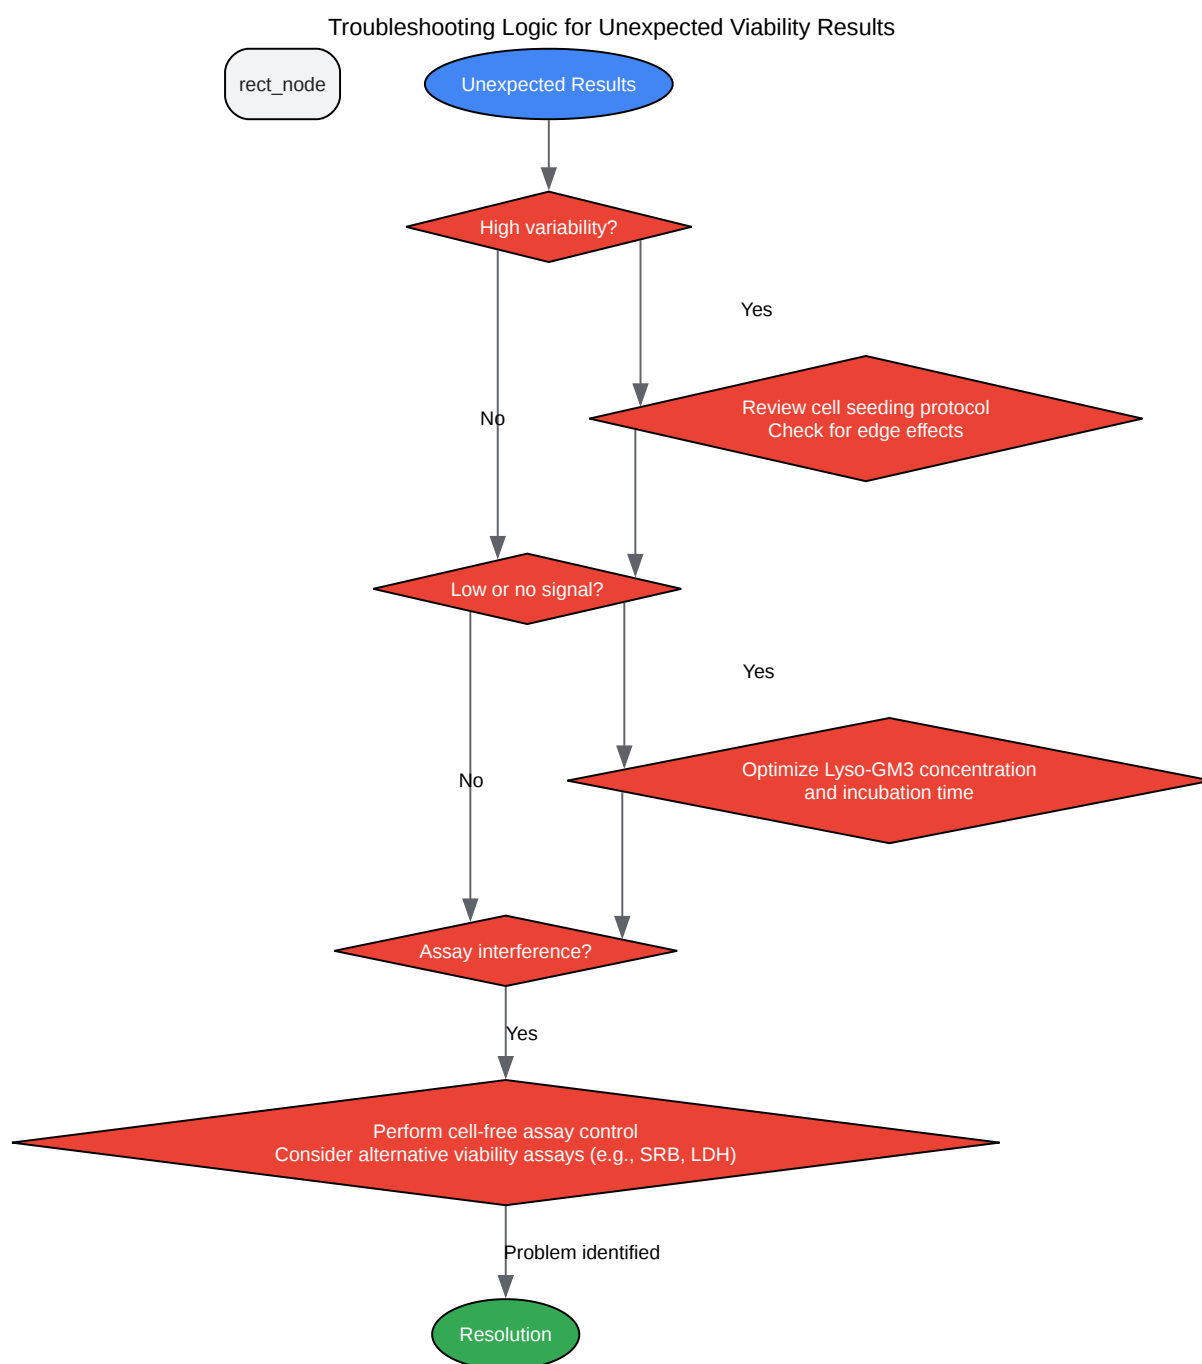 Troubleshooting Logic for Unexpected Viability Results
rect_node
Unexpected Results
High variability?
Yes
No
Review cell seeding protocol
Check for edge effects
Low or no signal?
Yes
No
Optimize Lyso-GM3 concentration
and incubation time
Assay interference?
Yes
Perform cell-free assay control
Consider alternative viability assays (e.g., SRB, LDH)
Problem identified
Resolution